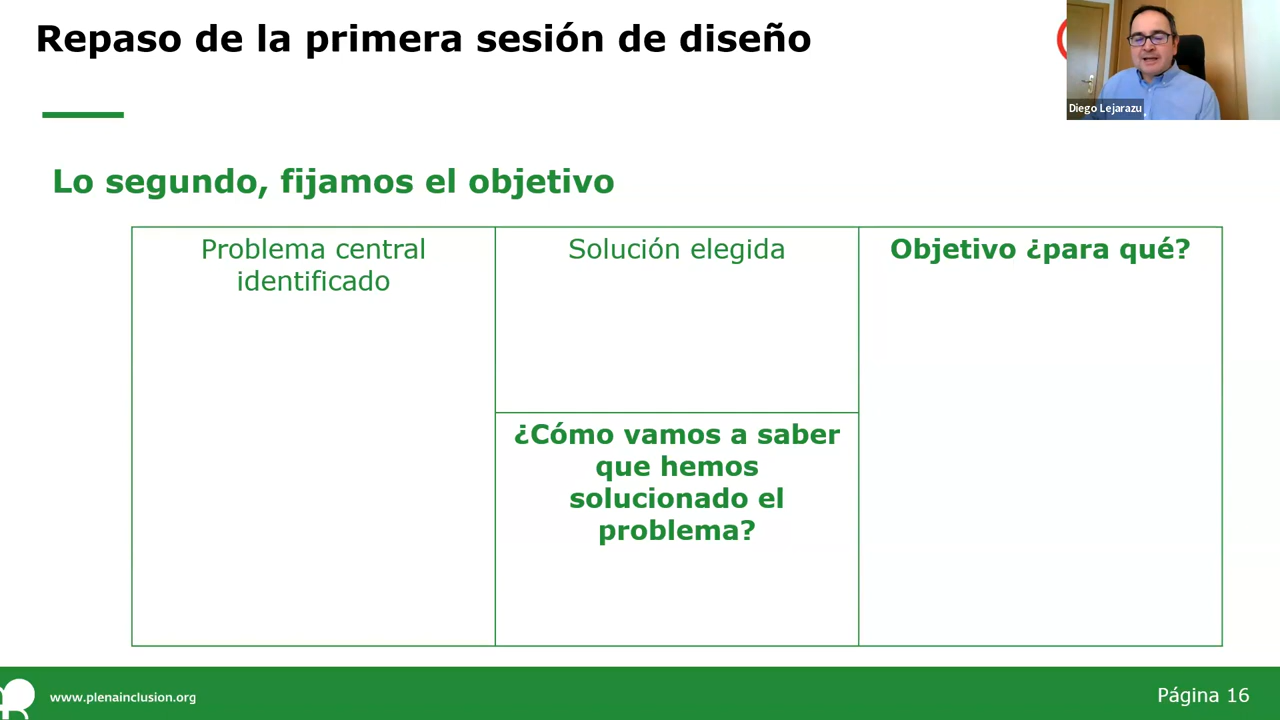 Repaso de la primera sesión de diseño
Diego Lejarazu
Lo segundo, fijamos el objetivo
Problema central
identificado
Solución elegida
¿Cómo vamos a saber
que hemos
solucionado el
problema?
Objetivo ¿para qué?
www.plenainclusion.org
Página 16